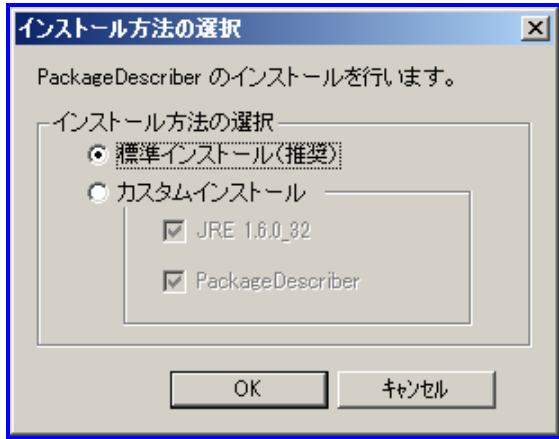 インストール方法の選択
PackageDescriber のインストールを行います。
インストール方法の選択
標準インストール(推奨)
カスタムインストール
JRE 1.6.0_32
PackageDescriber
OK
キャンセル